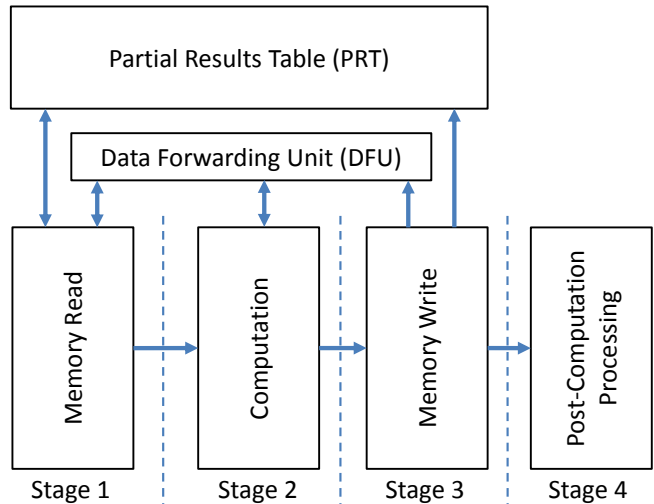 Partial Results Table (PRT)
Data Forwarding Unit (DFU)
Memory Read
Computation
Memory Write
Post-Computation
Processing
Stage 1
Stage 2
Stage 3
Stage 4